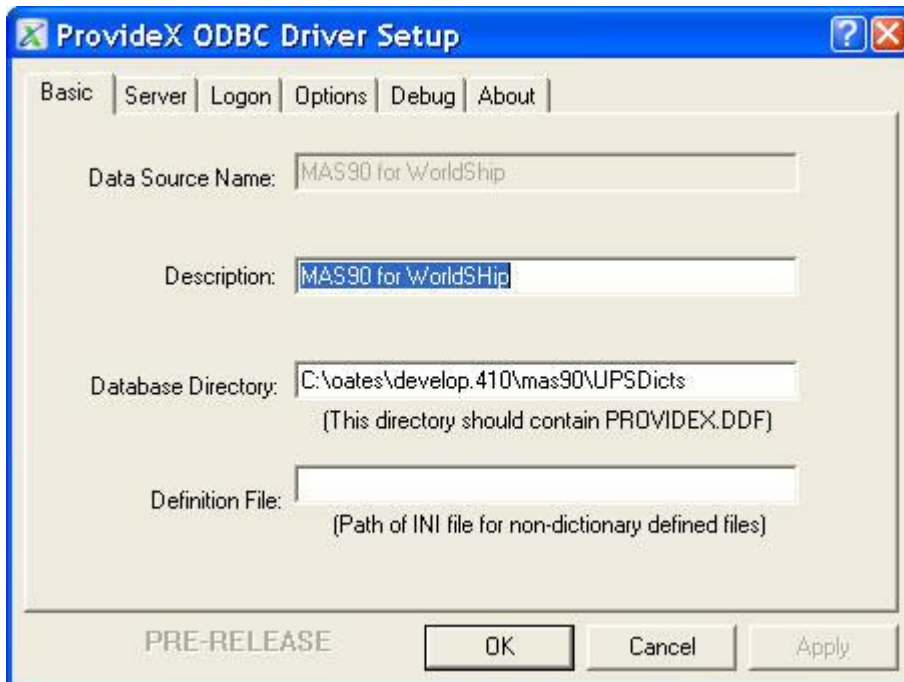 ProvideX ODBC Driver Setup
Basic Server Logon Options Debug About
Data Source Name: MAS90 for WorldShip
Description: MAS90 for WorldSHip
Database Directory: C:\oates\develop.410\mas90\UPSDicts
(This directory should contain PROVIDEX.DDF)
Definition File:
(Path of INI file for non-dictionary defined files)
PRE-RELEASE OK Cancel Apply